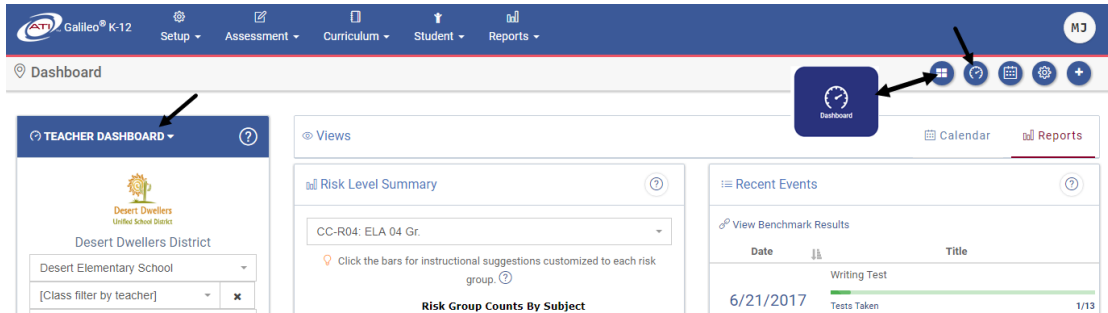 ATI Galileo® K-12
Setup
Assessment
Curriculum
Student
Reports
MJ
Dashboard
Dashboard
TEACHER DASHBOARD
?
Views
Calendar
Reports
Desert Dwellers
Unified School District
Desert Dwellers District
Desert Elementary School
[Class filter by teacher]
×
Risk Level Summary
?
CC-R04: ELA 04 Gr.
Click the bars for instructional suggestions customized to each risk
group. ?
Risk Group Counts By Subject
Recent Events
?
View Benchmark Results
Date Title
Writing Test
6/21/2017
Tests Taken 1/13